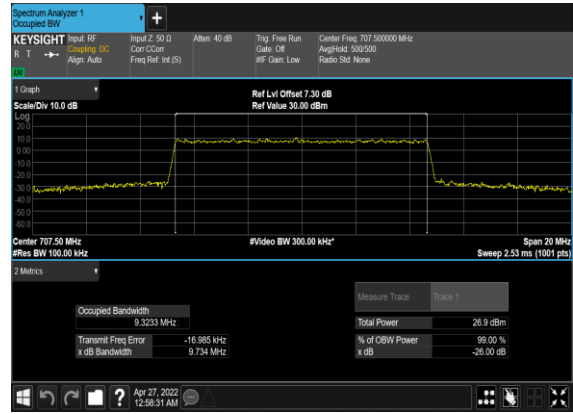 Spectrum Analyzer 1
Occupied BW
KEYSIGHT Input: RF Input Z: 50 Ω Atten: 40 dB Trig: Free Run Center Freq: 707.500000 MHz
R T Coupling: DC Corr CCorr Gate: Off Avg|Hold: 500/500
Align: Auto Freq Ref: Int (S) #IF Gain: Low Radio Std: None
LXI
1 Graph
Ref Lvl Offset 7.30 dB
Scale/Div 10.0 dB Ref Value 30.00 dBm
Log
20.0
10.0
0.00
-10.0
-20.0
-30.0
-40.0
-50.0
-60.0
Center 707.50 MHz #Video BW 300.00 kHz* Span 20 MHz
#Res BW 100.00 kHz Sweep 2.53 ms (1001 pts)
2 Metrics
Measure Trace Trace 1
Occupied Bandwidth
9.3233 MHz Total Power 26.9 dBm
Transmit Freq Error -16.985 kHz % of OBW Power 99.00 %
x dB Bandwidth 9.734 MHz x dB -26.00 dB
? Apr 27, 2022
12:58:31 AM